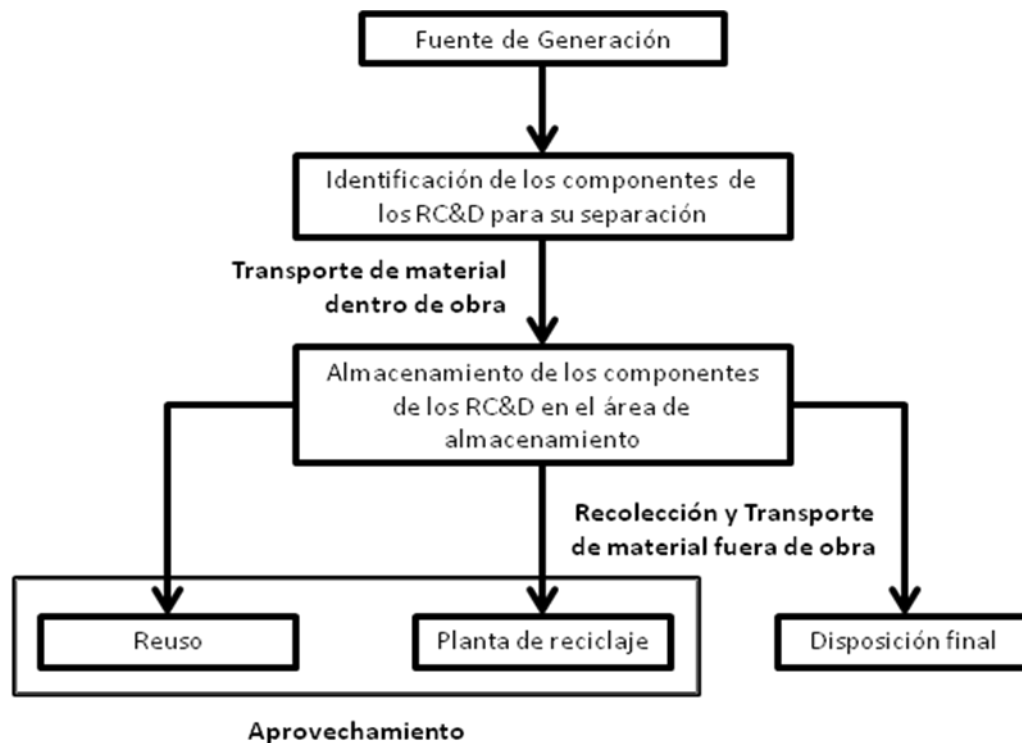 Fuente de Generación
Identificación de los componentes de
los RC&D para su separación
Transporte de material
dentro de obra
Almacenamiento de los componentes
de los RC&D en el área de
almacenamiento
Recolección y Transporte
de material fuera de obra
Reuso
Planta de reciclaje
Disposición final
Aprovechamiento